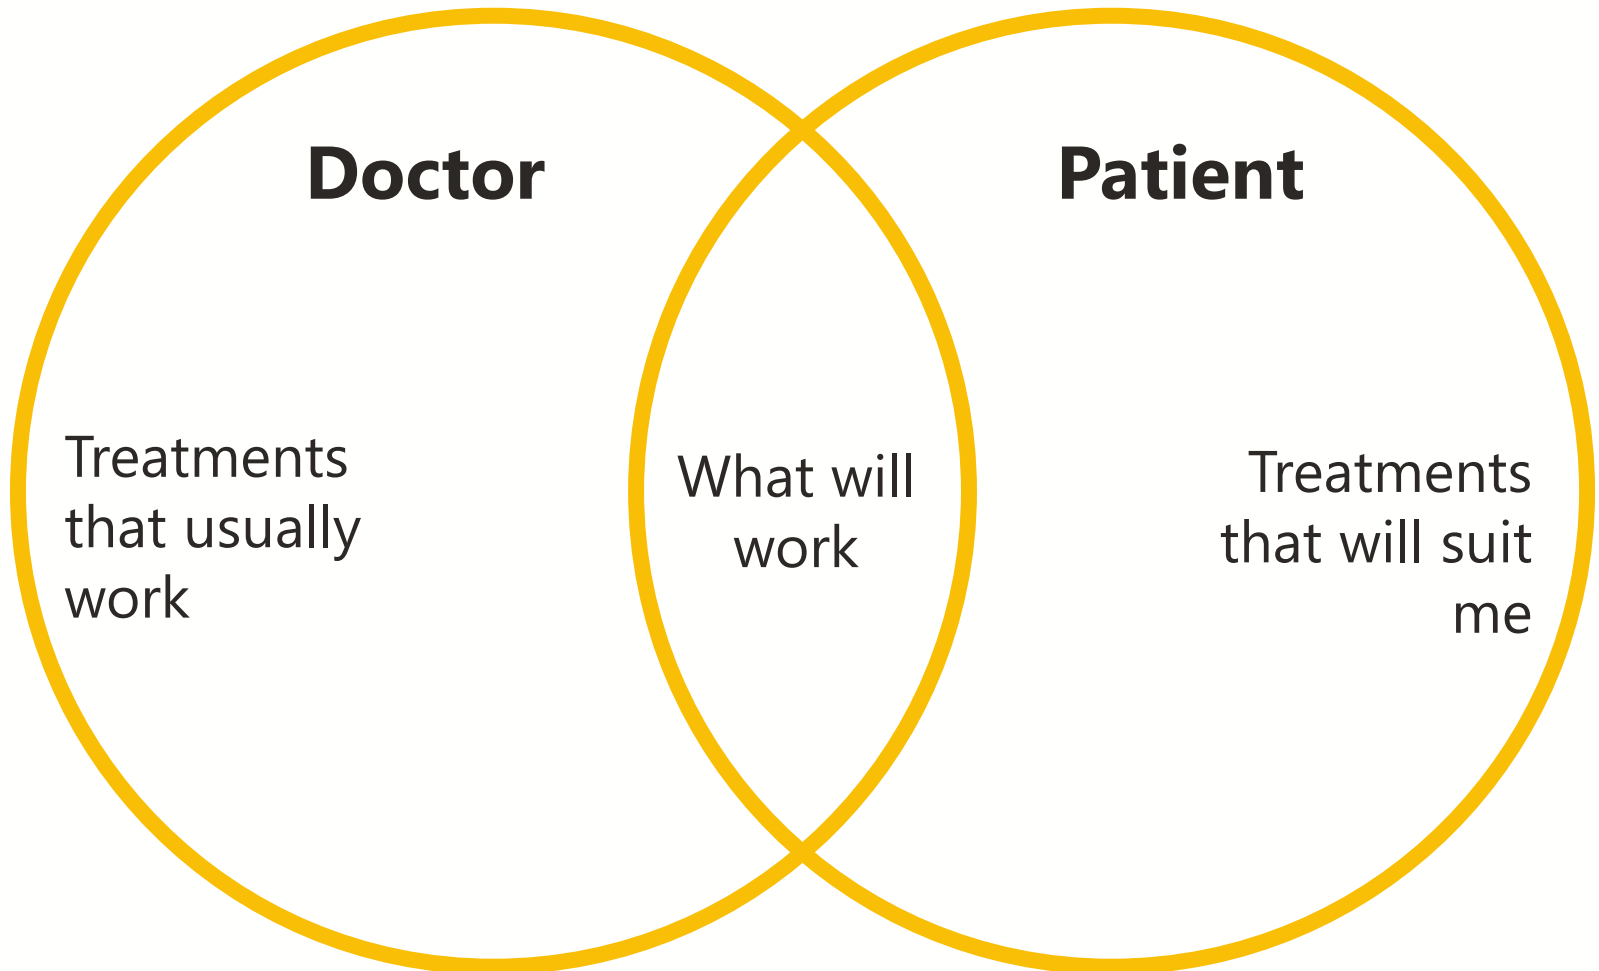 Doctor
Patient
Treatments
that usually
work
What will
work
Treatments
that will suit
me